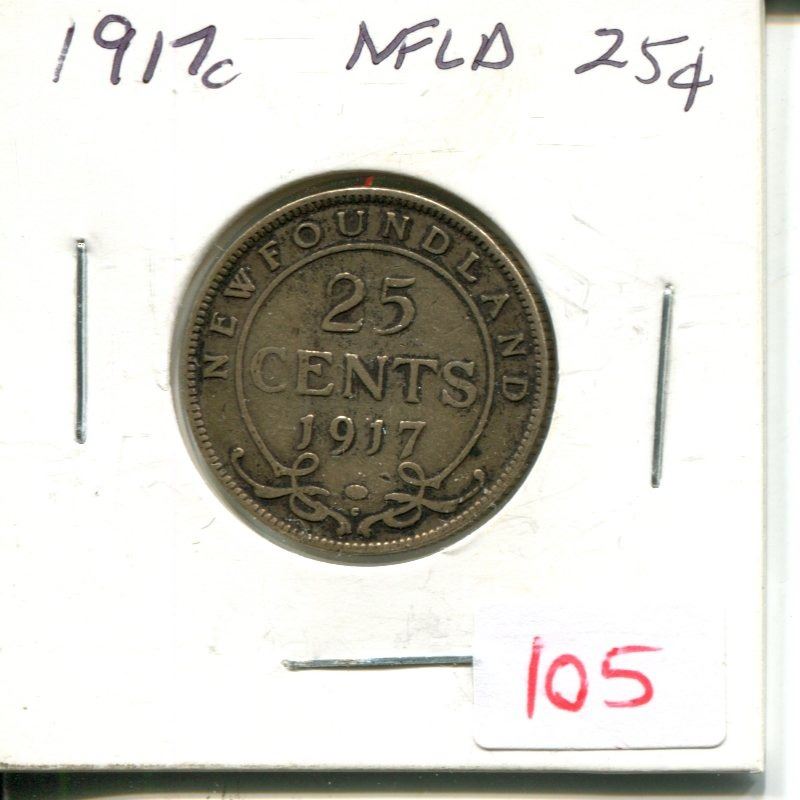 1917c NFLD 25¢
NEWFOUNDLAND
25
CENTS
1917
C
105